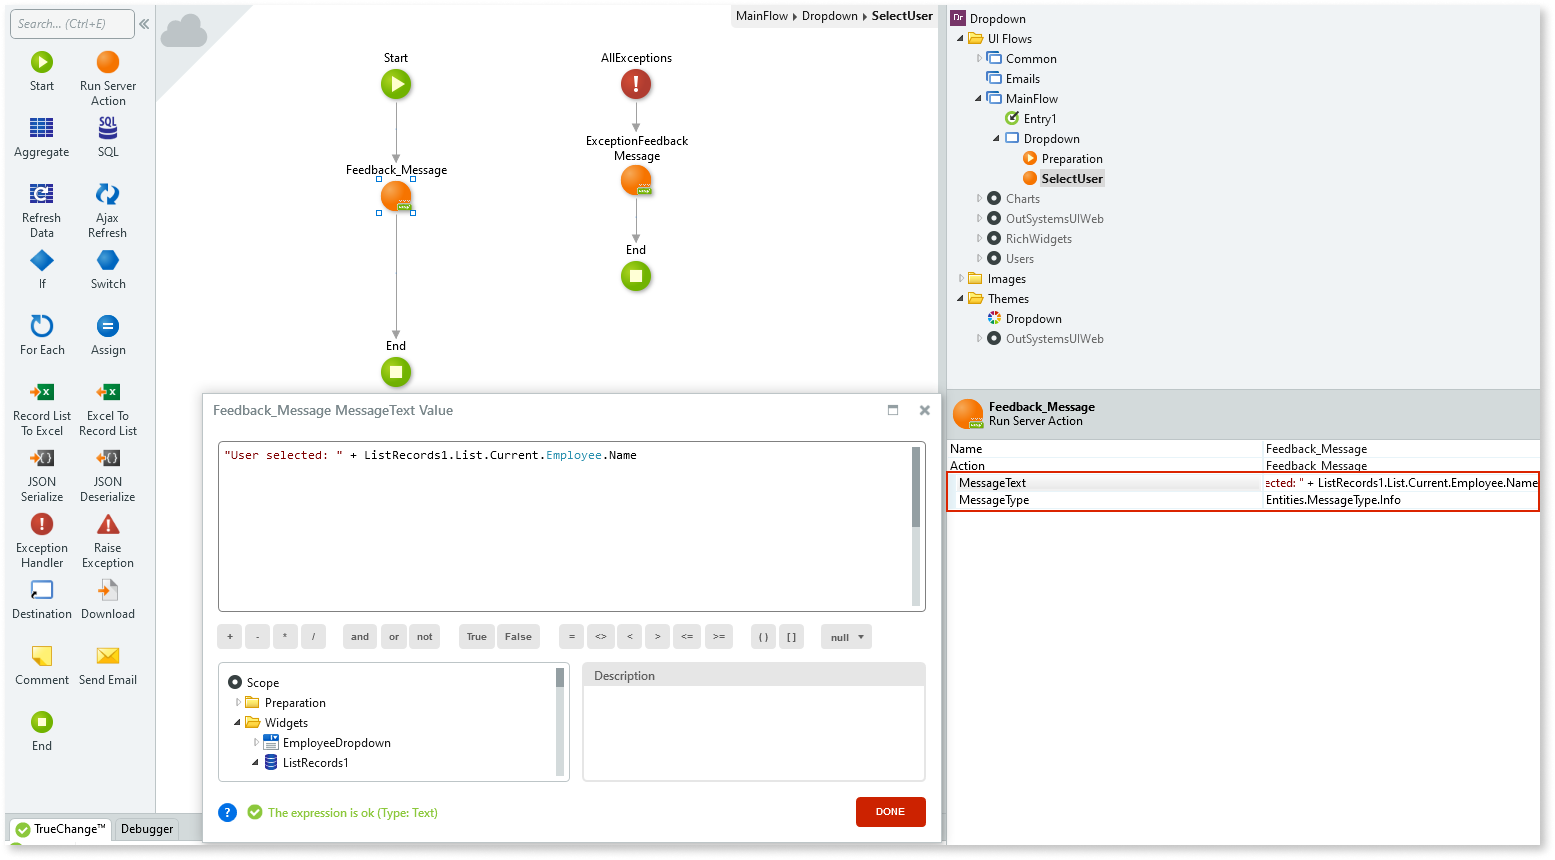 Search... (Ctrl+E)
«
Start
Run Server
Action
Aggregate
SQL
SQL
Refresh
Data
Ajax
Refresh
If
Switch
For Each
Assign
Record List
To Excel
Excel To
Record List
JSON
Serialize
JSON
Deserialize
Exception
Handler
Raise
Exception
Destination
Download
Comment
Send Email
End
TrueChange™
Debugger
MainFlow ▸ Dropdown ▸ SelectUser
Start
Feedback_Message
End
AllExceptions
ExceptionFeedback
Message
End
Feedback_Message MessageText Value
"User selected: " + ListRecords1.List.Current.Employee.Name
+ - * / and or not True False = <> < > <= >= ( ) [ ] null
Scope
Preparation
Widgets
EmployeeDropdown
ListRecords1
Description
? The expression is ok (Type: Text)
DONE
Dr Dropdown
UI Flows
Common
Emails
MainFlow
Entry1
Dropdown
Preparation
SelectUser
Charts
OutSystemsUIWeb
RichWidgets
Users
Images
Themes
Dropdown
OutSystemsUIWeb
Feedback_Message
Run Server Action
Name Feedback_Message
Action Feedback_Message
MessageText ected: " + ListRecords1.List.Current.Employee.Name
MessageType Entities.MessageType.Info